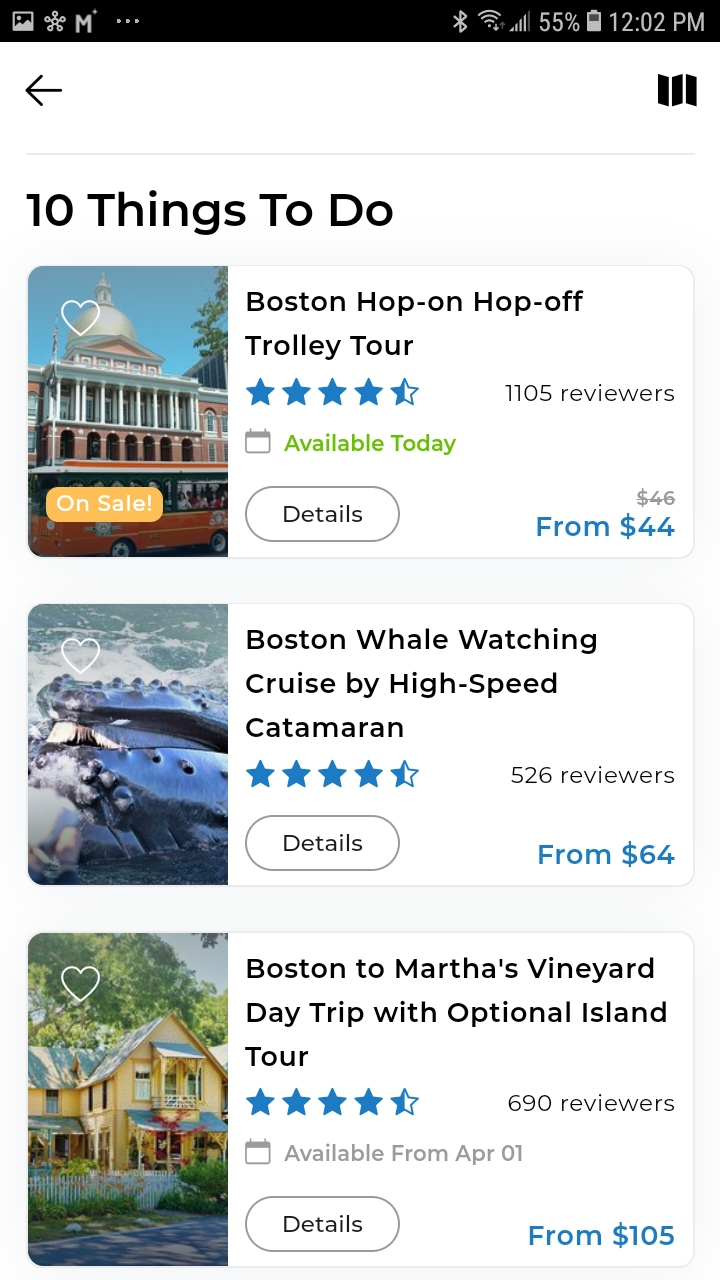 55% 12:02 PM
10 Things To Do
Boston Hop-on Hop-off
Trolley Tour
1105 reviewers
Available Today
On Sale!
Details
$46
From $44
Boston Whale Watching
Cruise by High-Speed
Catamaran
526 reviewers
Details
From $64
Boston to Martha's Vineyard
Day Trip with Optional Island
Tour
690 reviewers
Available From Apr 01
Details
From $105